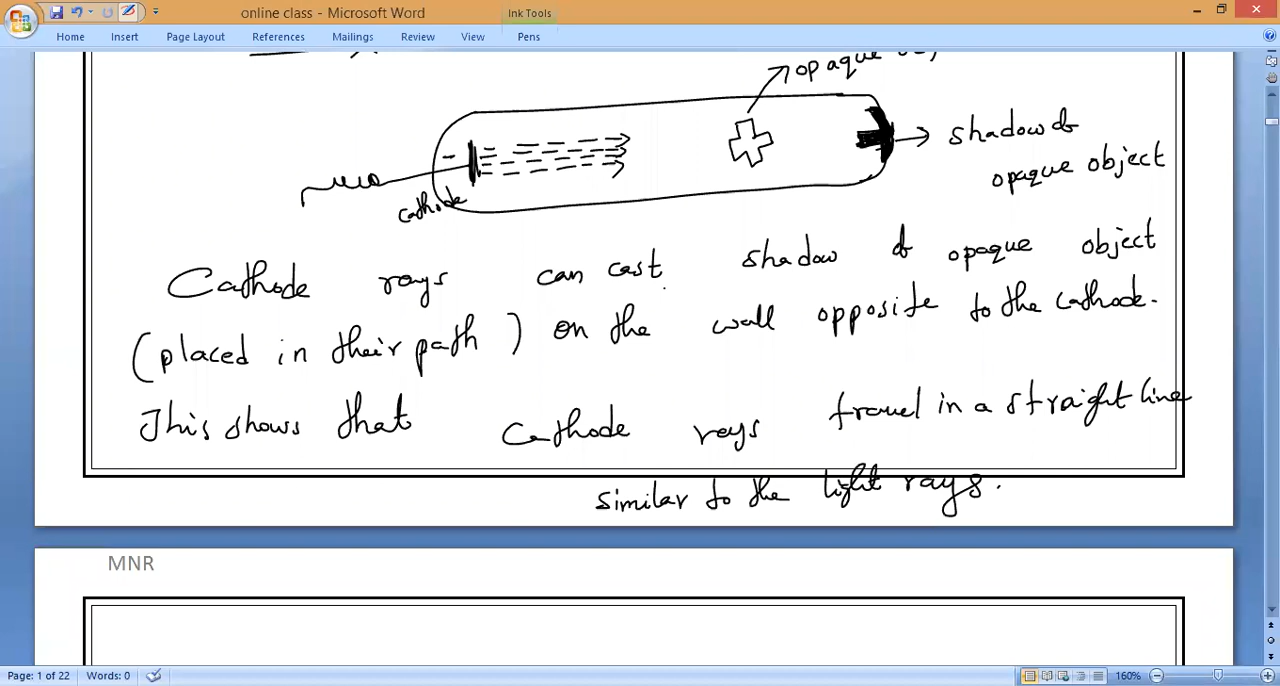 online class - Microsoft Word
Ink Tools
Home Insert Page Layout References Mailings Review View Pens
opaque
shadow of
opaque object
-
cathode
Cathode rays can cast shadow of opaque object
(placed in their path) on the wall opposite to the cathode.
This shows that cathode rays travel in a straight line
similar to the light rays.
MNR
Page: 1 of 22 Words: 0 160%